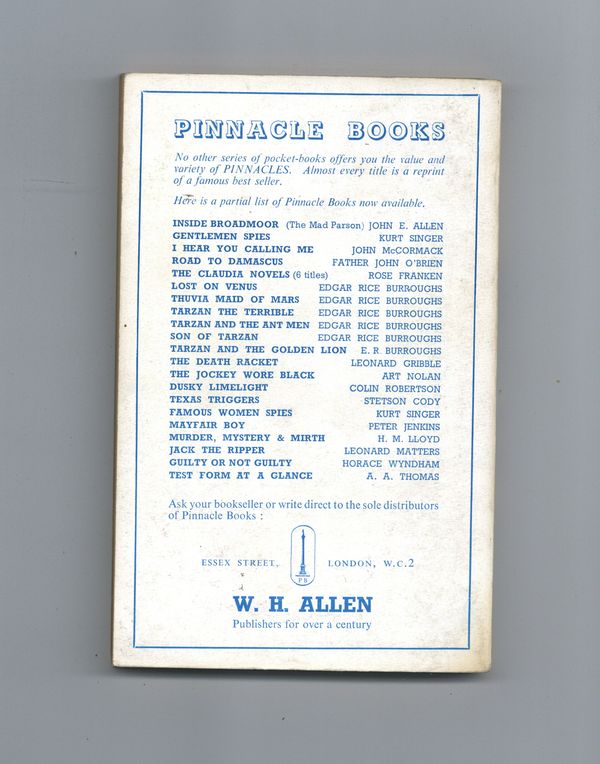 PINNACLE BOOKS
No other series of pocket-books offers you the value and
variety of PINNACLES. Almost every title is a reprint
of a famous best seller.
Here is a partial list of Pinnacle Books now available.
INSIDE BROADMOOR (The Mad Parson) JOHN E. ALLEN
GENTLEMEN SPIES KURT SINGER
I HEAR YOU CALLING ME JOHN McCORMACK
ROAD TO DAMASCUS FATHER JOHN O'BRIEN
THE CLAUDIA NOVELS (6 titles) ROSE FRANKEN
LOST ON VENUS EDGAR RICE BURROUGHS
THUVIA MAID OF MARS EDGAR RICE BURROUGHS
TARZAN THE TERRIBLE EDGAR RICE BURROUGHS
TARZAN AND THE ANT MEN EDGAR RICE BURROUGHS
SON OF TARZAN EDGAR RICE BURROUGHS
TARZAN AND THE GOLDEN LION E. R. BURROUGHS
THE DEATH RACKET LEONARD GRIBBLE
THE JOCKEY WORE BLACK ART NOLAN
DUSKY LIMELIGHT COLIN ROBERTSON
TEXAS TRIGGERS STETSON CODY
FAMOUS WOMEN SPIES KURT SINGER
MAYFAIR BOY PETER JENKINS
MURDER, MYSTERY & MIRTH H. M. LLOYD
JACK THE RIPPER LEONARD MATTERS
GUILTY OR NOT GUILTY HORACE WYNDHAM
TEST FORM AT A GLANCE A. A. THOMAS
Ask your bookseller or write direct to the sole distributors
of Pinnacle Books :
ESSEX STREET, LONDON, W.C.2
PB
W. H. ALLEN
Publishers for over a century